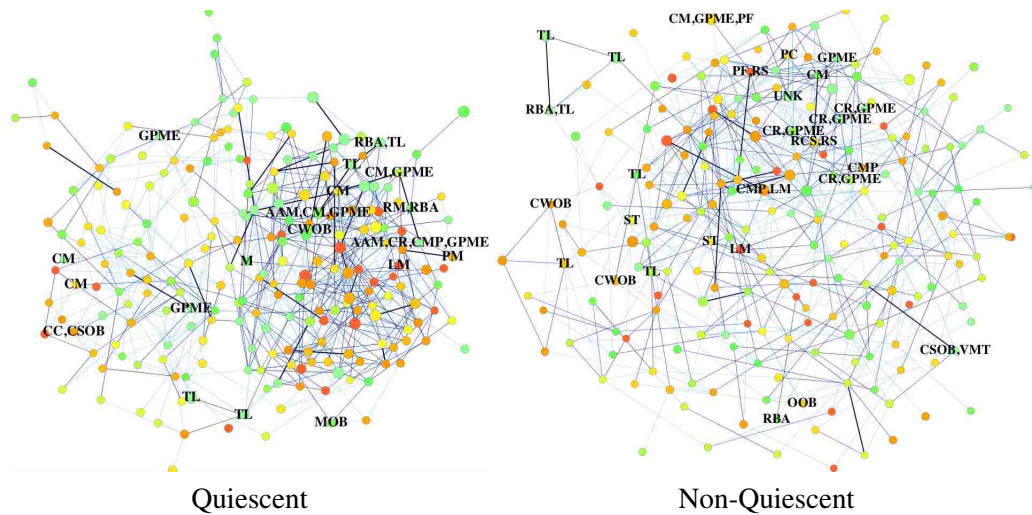 GPME
RBA,TL
TL
CM,GPME
CM
AAM,CM,GPME
RM,RBA
CWOB
AAM,CR,CMP,GPME
PM
CM
M
LM
CM
GPME
CC,CSOB
TL
TL
MOB
Quiescent
CM,GPME,PF
TL
TL
PC
GPME
PF,RS
CM
RBA,TL
UNK
CR,GPME
CR,GPME
CR,GPME
RCS,RS
TL
CMP
CR,GPME
CMP,LM
CWOB
ST
ST
LM
TL
TL
CWOB
CSOB,VMT
OOB
RBA
Non-Quiescent